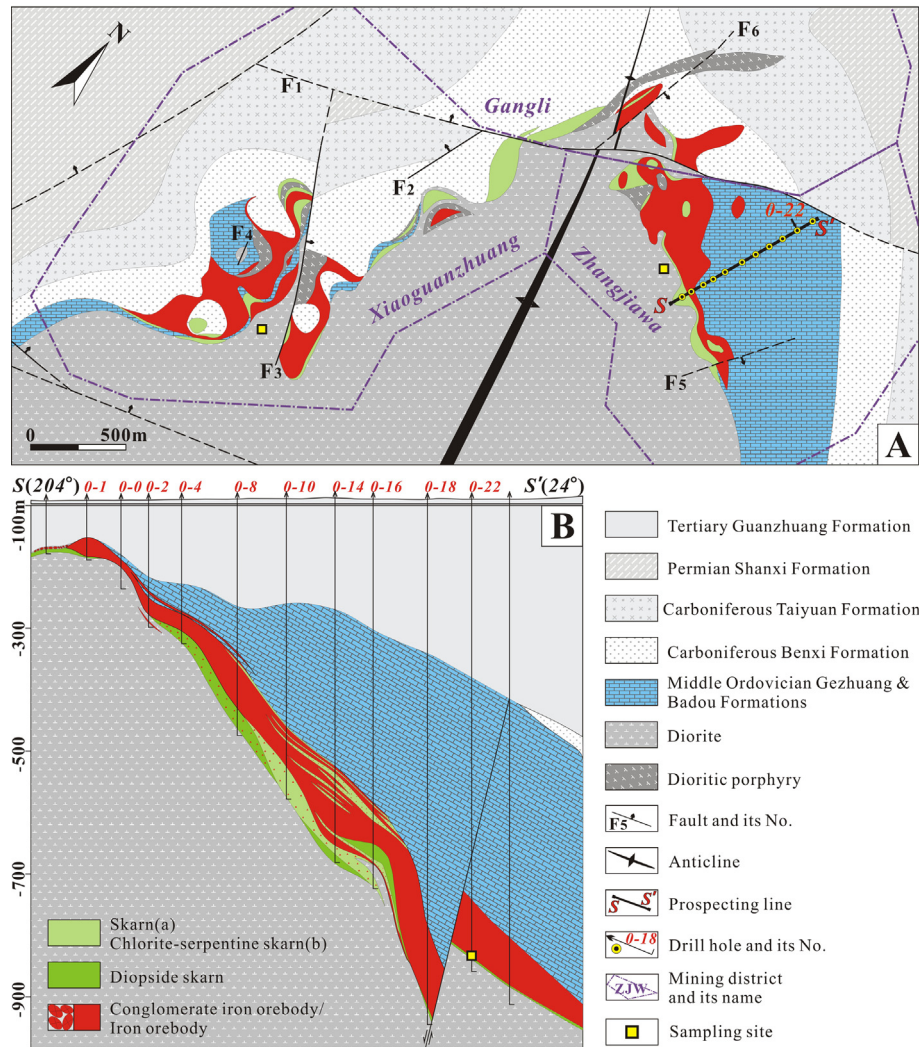 N
F6
F1
Gangli
F2
0-22
S'
F4
Xiaoguanzhuang
Zhangjiawa
S
F3
F5
0 500m
A
S(204°) 0-1 0-0 0-2 0-4 0-8 0-10 0-14 0-16 0-18 0-22 S'(24°)
B
-100m
-300
-500
-700
-900
Skarn(a)
Chlorite-serpentine skarn(b)
Diopside skarn
Conglomerate iron orebody/
Iron orebody
Tertiary Guanzhuang Formation
Permian Shanxi Formation
Carboniferous Taiyuan Formation
Carboniferous Benxi Formation
Middle Ordovician Gezhuang &
Badou Formations
Diorite
Dioritic porphyry
F5 Fault and its No.
Anticline
S S' Prospecting line
0-18 Drill hole and its No.
ZJW Mining district
and its name
Sampling site